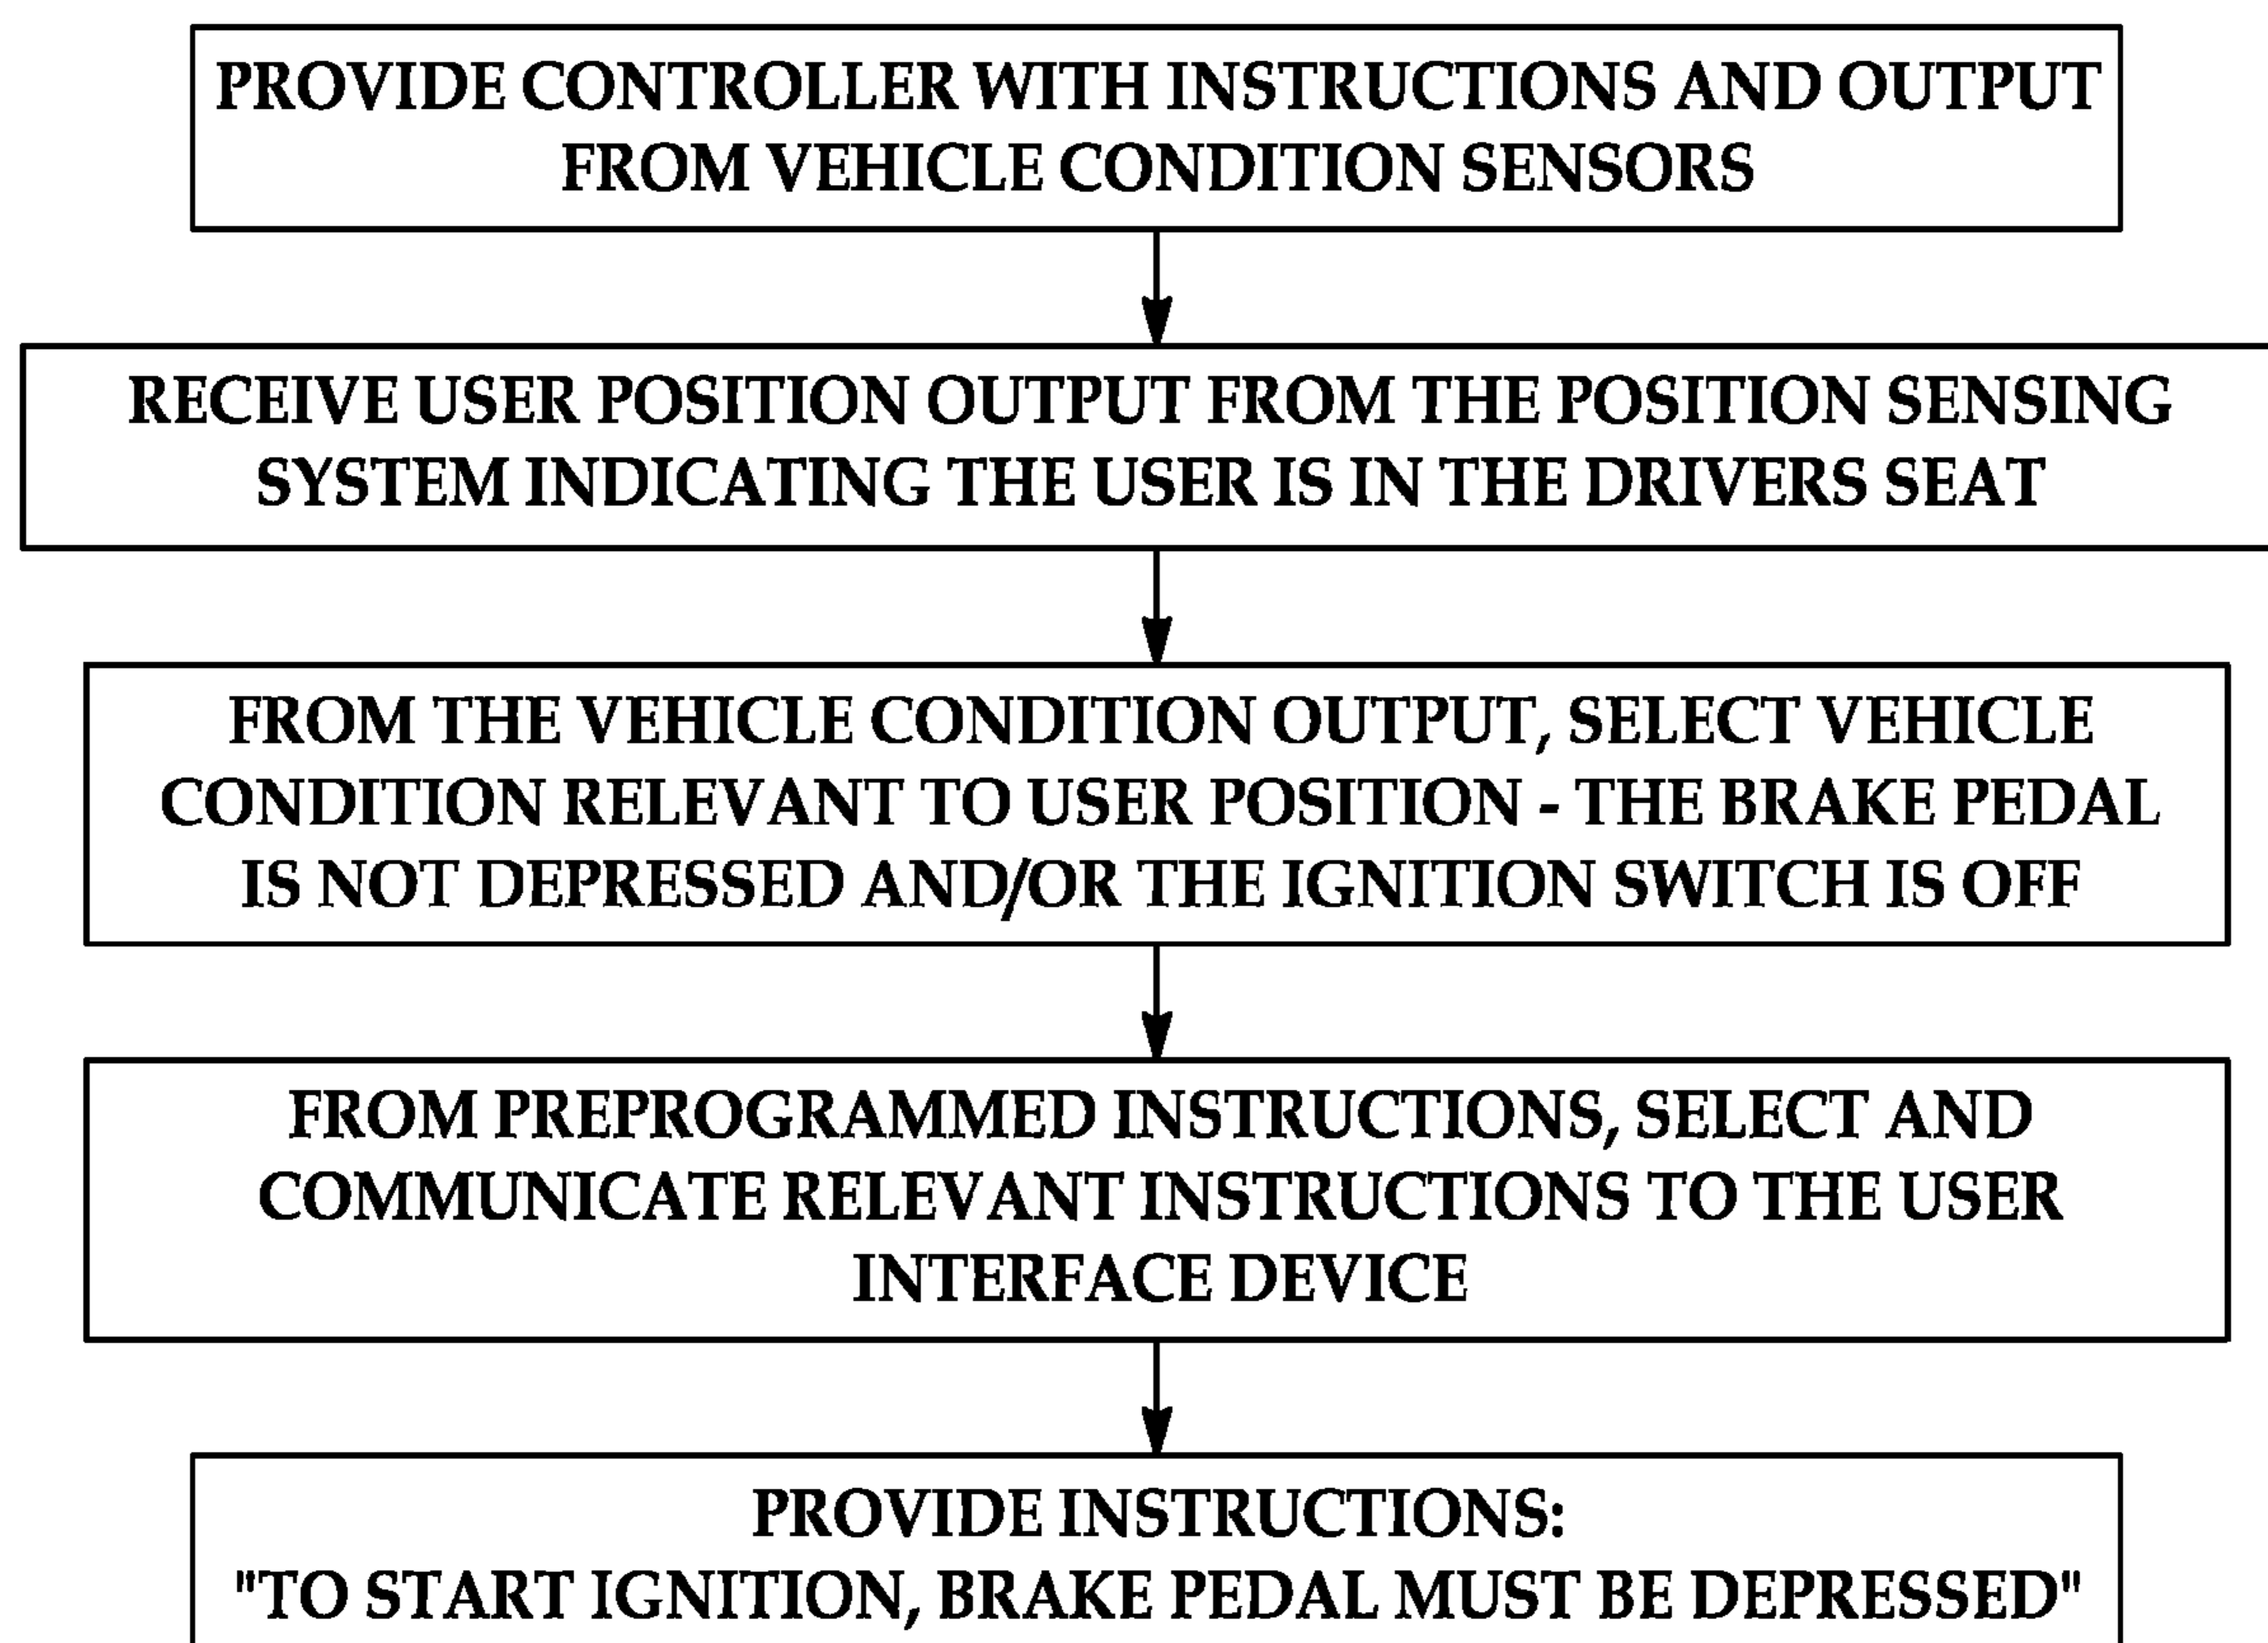 PROVIDE CONTROLLER WITH INSTRUCTIONS AND OUTPUT
FROM VEHICLE CONDITION SENSORS
RECEIVE USER POSITION OUTPUT FROM THE POSITION SENSING
SYSTEM INDICATING THE USER IS IN THE DRIVERS SEAT
FROM THE VEHICLE CONDITION OUTPUT, SELECT VEHICLE
CONDITION RELEVANT TO USER POSITION - THE BRAKE PEDAL
IS NOT DEPRESSED AND/OR THE IGNITION SWITCH IS OFF
FROM PREPROGRAMMED INSTRUCTIONS, SELECT AND
COMMUNICATE RELEVANT INSTRUCTIONS TO THE USER
INTERFACE DEVICE
PROVIDE INSTRUCTIONS:
"TO START IGNITION, BRAKE PEDAL MUST BE DEPRESSED"